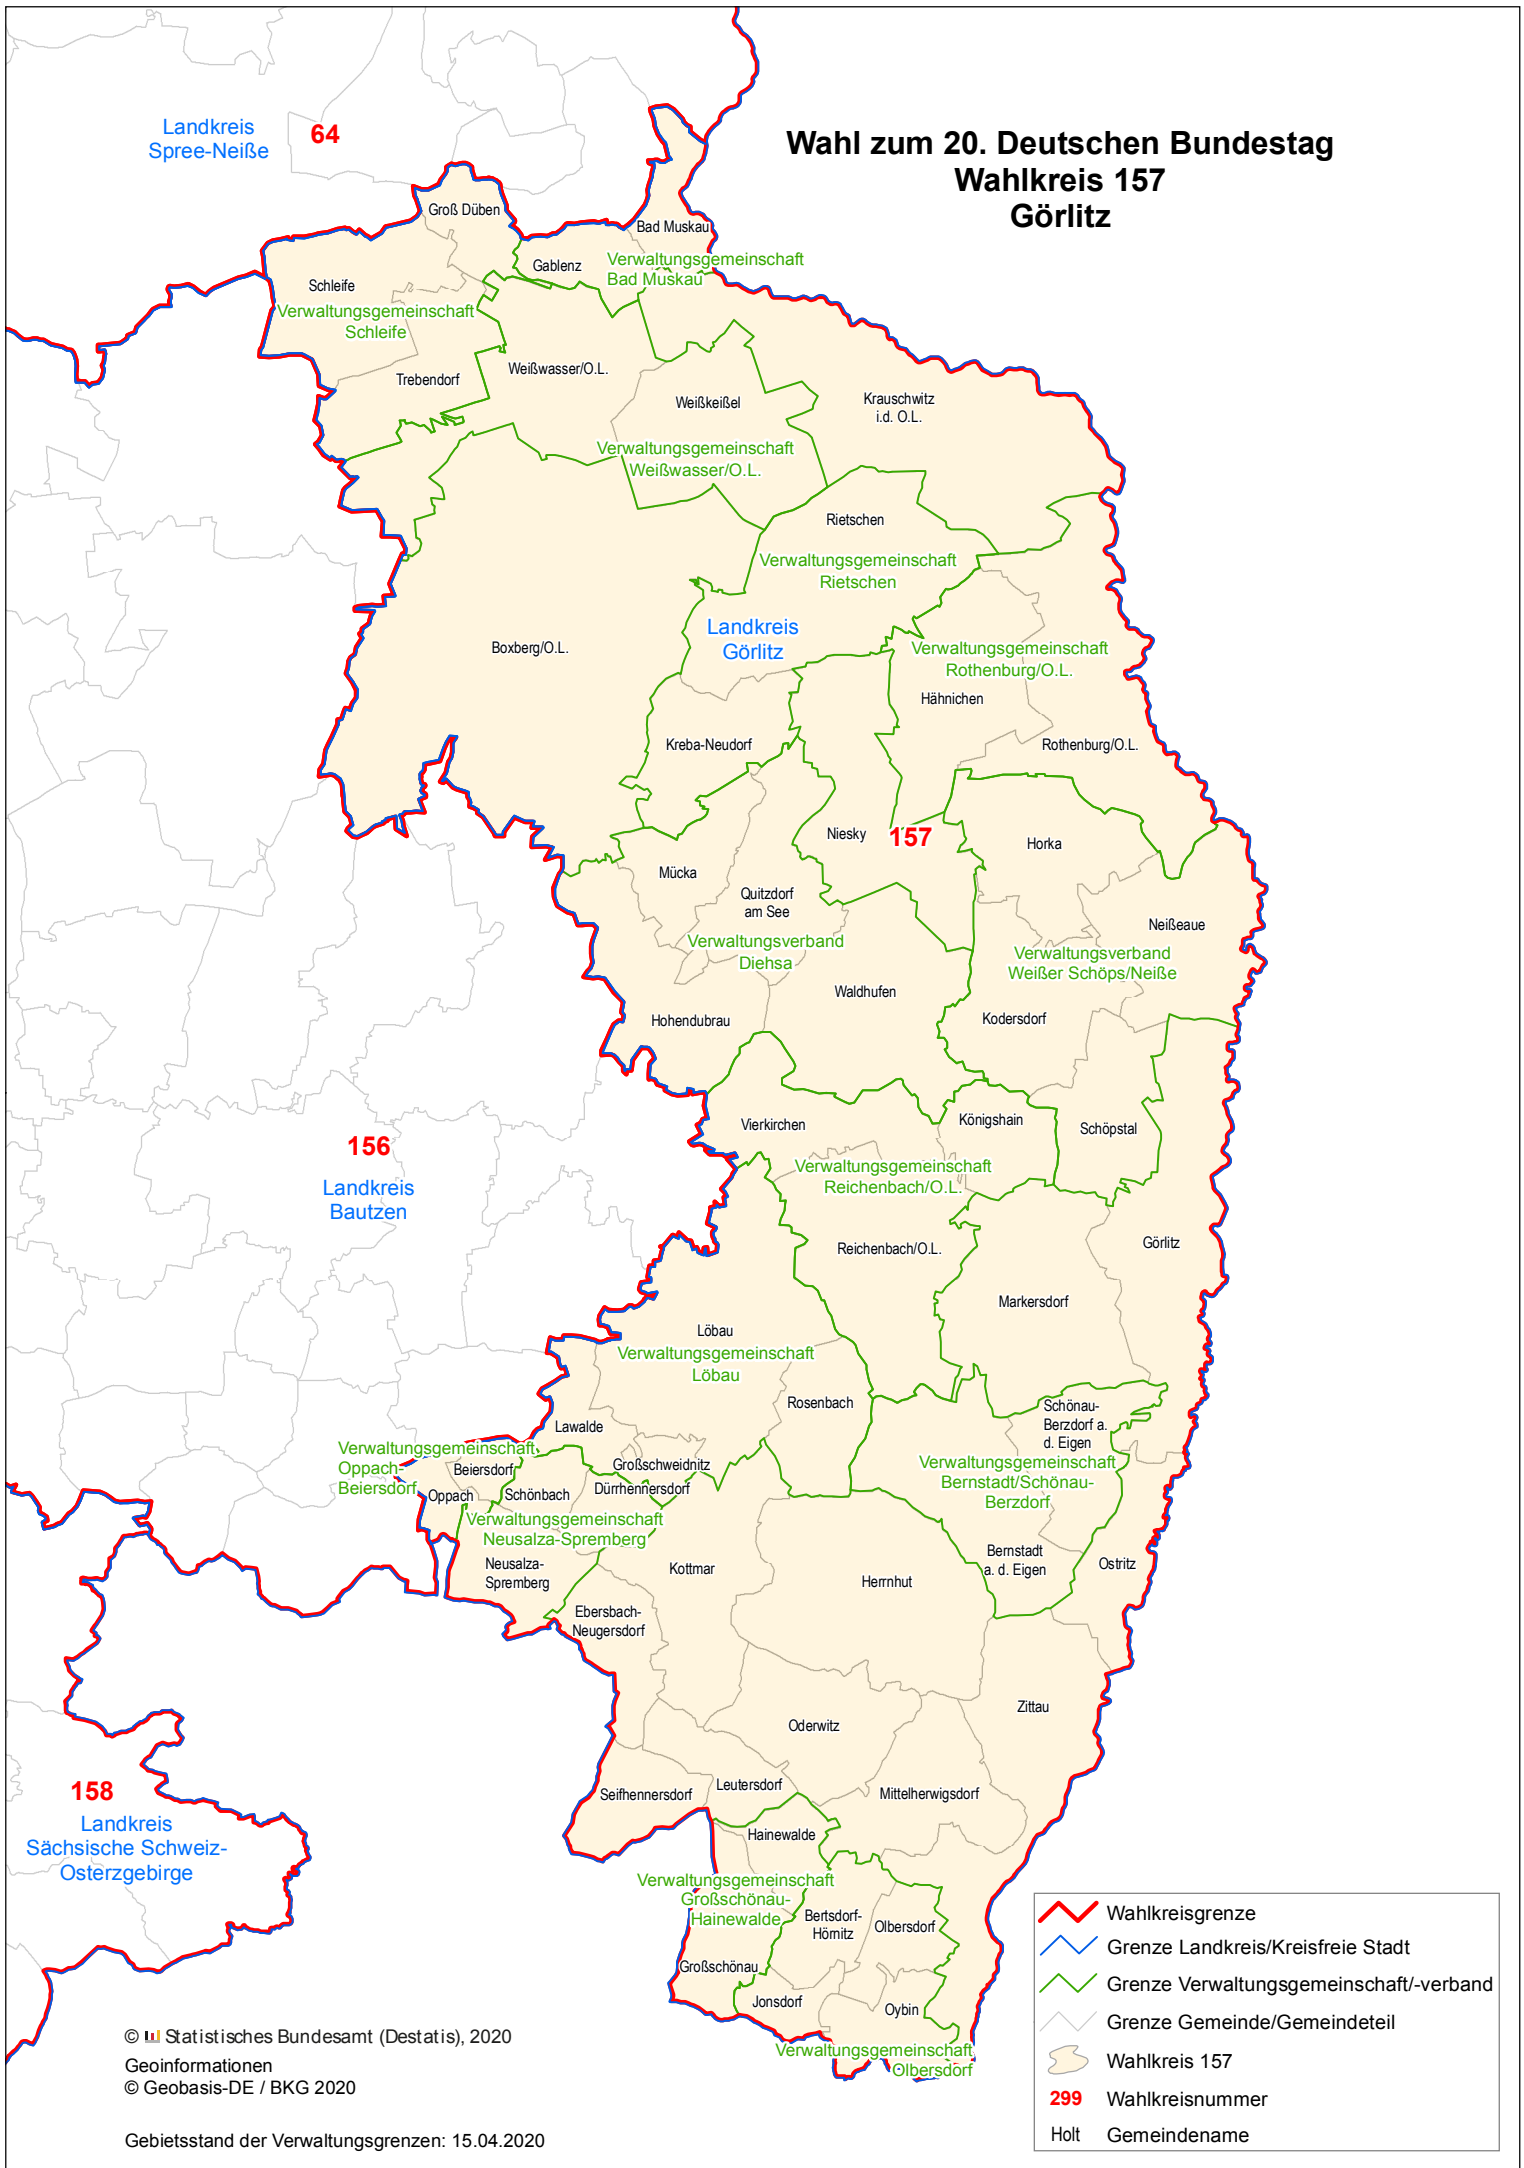 Wahl zum 20. Deutschen Bundestag
Wahlkreis 157
Görlitz
Landkreis
Spree-Neiße
64
Groß Düben
Bad Muskau
Gablenz
Verwaltungsgemeinschaft
Bad Muskau
Schleife
Verwaltungsgemeinschaft
Schleife
Trebendorf
Weißwasser/O.L.
Weißkeißel
Krauschwitz
i.d. O.L.
Verwaltungsgemeinschaft
Weißwasser/O.L.
Rietschen
Verwaltungsgemeinschaft
Rietschen
Landkreis
Görlitz
Boxberg/O.L.
Verwaltungsgemeinschaft
Rothenburg/O.L.
Hähnichen
Kreba-Neudorf
Rothenburg/O.L.
Niesky
157
Horka
Mücka
Quitzdorf
am See
Neißeaue
Verwaltungsverband
Diehsa
Verwaltungsverband
Weißer Schöps/Neiße
Waldhufen
Hohendubrau
Kodersdorf
Vierkirchen
Königshain
Schöpstal
156
Landkreis
Bautzen
Verwaltungsgemeinschaft
Reichenbach/O.L.
Reichenbach/O.L.
Görlitz
Markersdorf
Löbau
Verwaltungsgemeinschaft
Löbau
Rosenbach
Schönau-
Berzdorf a.
d. Eigen
Lawalde
Verwaltungsgemeinschaft
Oppach-
Beiersdorf
Beiersdorf
Großschweidnitz
Verwaltungsgemeinschaft
Bernstadt/Schönau-
Berzdorf
Oppach
Schönbach
Dürrhennersdorf
Verwaltungsgemeinschaft
Neusalza-Spremberg
Neusalza-
Spremberg
Kottmar
Herrnhut
Bernstadt
a. d. Eigen
Ostritz
Ebersbach-
Neugersdorf
Zittau
Oderwitz
Seifhennersdorf
Leutersdorf
Mittelherwigsdorf
158
Landkreis
Sächsische Schweiz-
Osterzgebirge
Hainewalde
Verwaltungsgemeinschaft
Großschönau-
Hainewalde
Bertsdorf-
Hörnitz
Olbersdorf
Großschönau
Jonsdorf
Oybin
Verwaltungsgemeinschaft
Olbersdorf
Wahlkreisgrenze
Grenze Landkreis/Kreisfreie Stadt
Grenze Verwaltungsgemeinschaft/-verband
Grenze Gemeinde/Gemeindeteil
Wahlkreis 157
299 Wahlkreisnummer
Holt Gemeindename
© Statistisches Bundesamt (Destatis), 2020
Geoinformationen
© Geobasis-DE / BKG 2020
Gebietsstand der Verwaltungsgrenzen: 15.04.2020